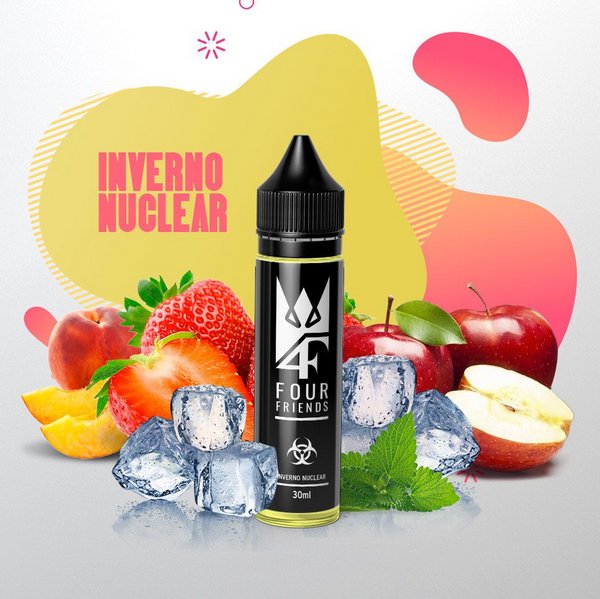 INVERNO
NUCLEAR
4F
FOUR
FRIENDS
INVERNO NUCLEAR
30ml